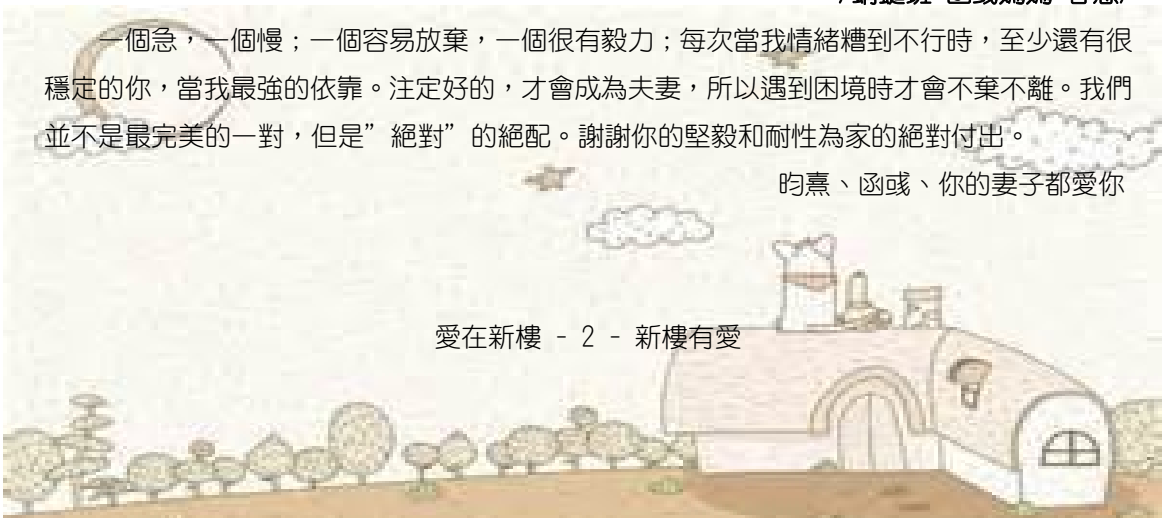 一個急，一個慢；一個容易放棄，一個很有毅力；每次當我情緒糟到不行時，至少還有很
穩定的你，當我最強的依靠。注定好的，才會成為夫妻，所以遇到困境時才會不棄不離。我們
並不是最完美的一對，但是”絕對”的絕配。謝謝你的堅毅和耐性為家的絕對付出。
昀熹、函彧、你的妻子都愛你
愛在新樓 - 2 - 新樓有愛